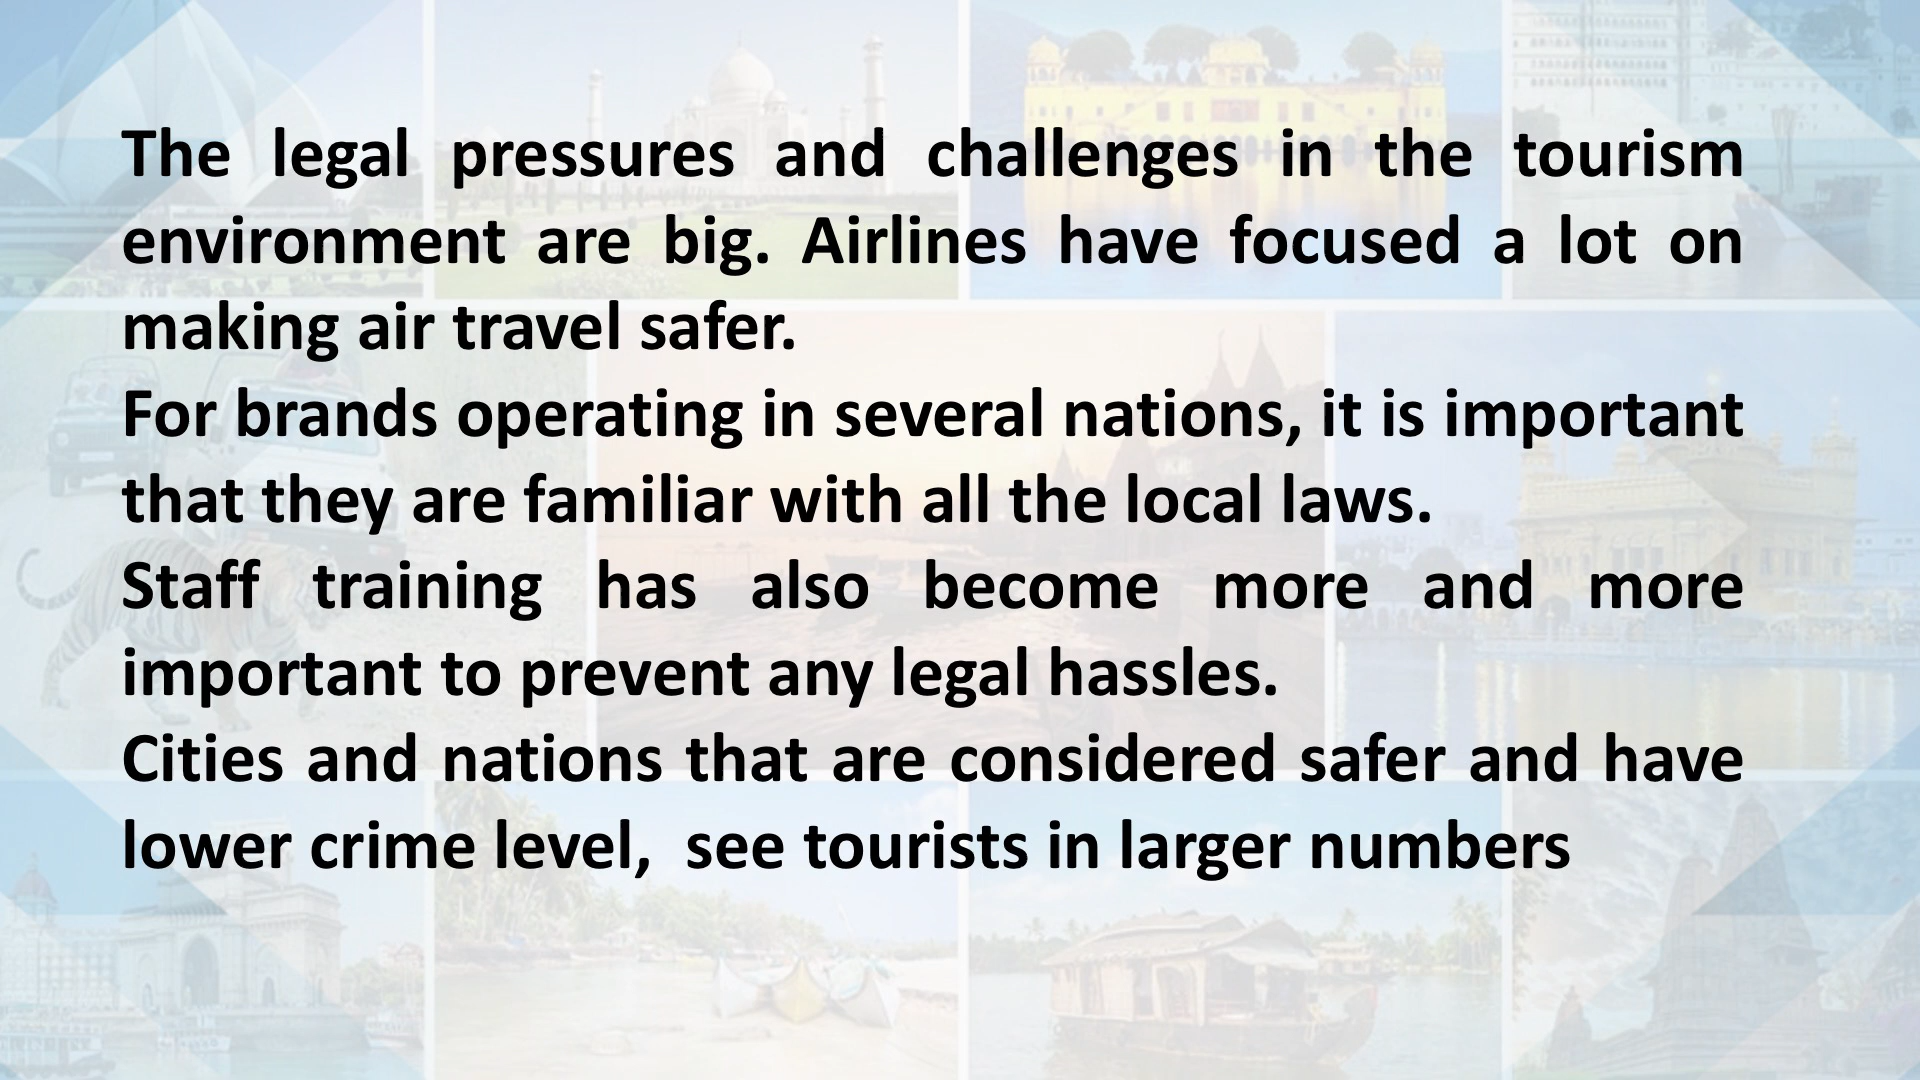 The legal pressures and challenges in the tourism
environment are big. Airlines have focused a lot on
making air travel safer.
For brands operating in several nations, it is important
that they are familiar with all the local laws.
Staff training has also become more and more
important to prevent any legal hassles.
Cities and nations that are considered safer and have
lower crime level,  see tourists in larger numbers